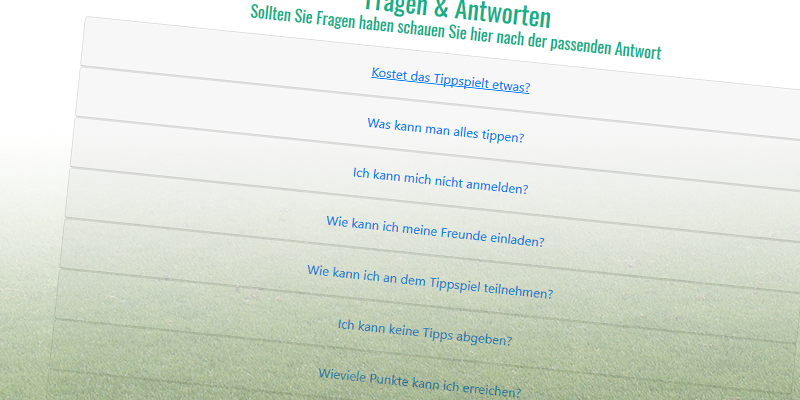 Fragen & Antworten
Sollten Sie Fragen haben schauen Sie hier nach der passenden Antwort
Kostet das Tippspielt etwas?
Was kann man alles tippen?
Ich kann mich nicht anmelden?
Wie kann ich meine Freunde einladen?
Wie kann ich an dem Tippspiel teilnehmen?
Ich kann keine Tipps abgeben?
Wieviele Punkte kann ich erreichen?